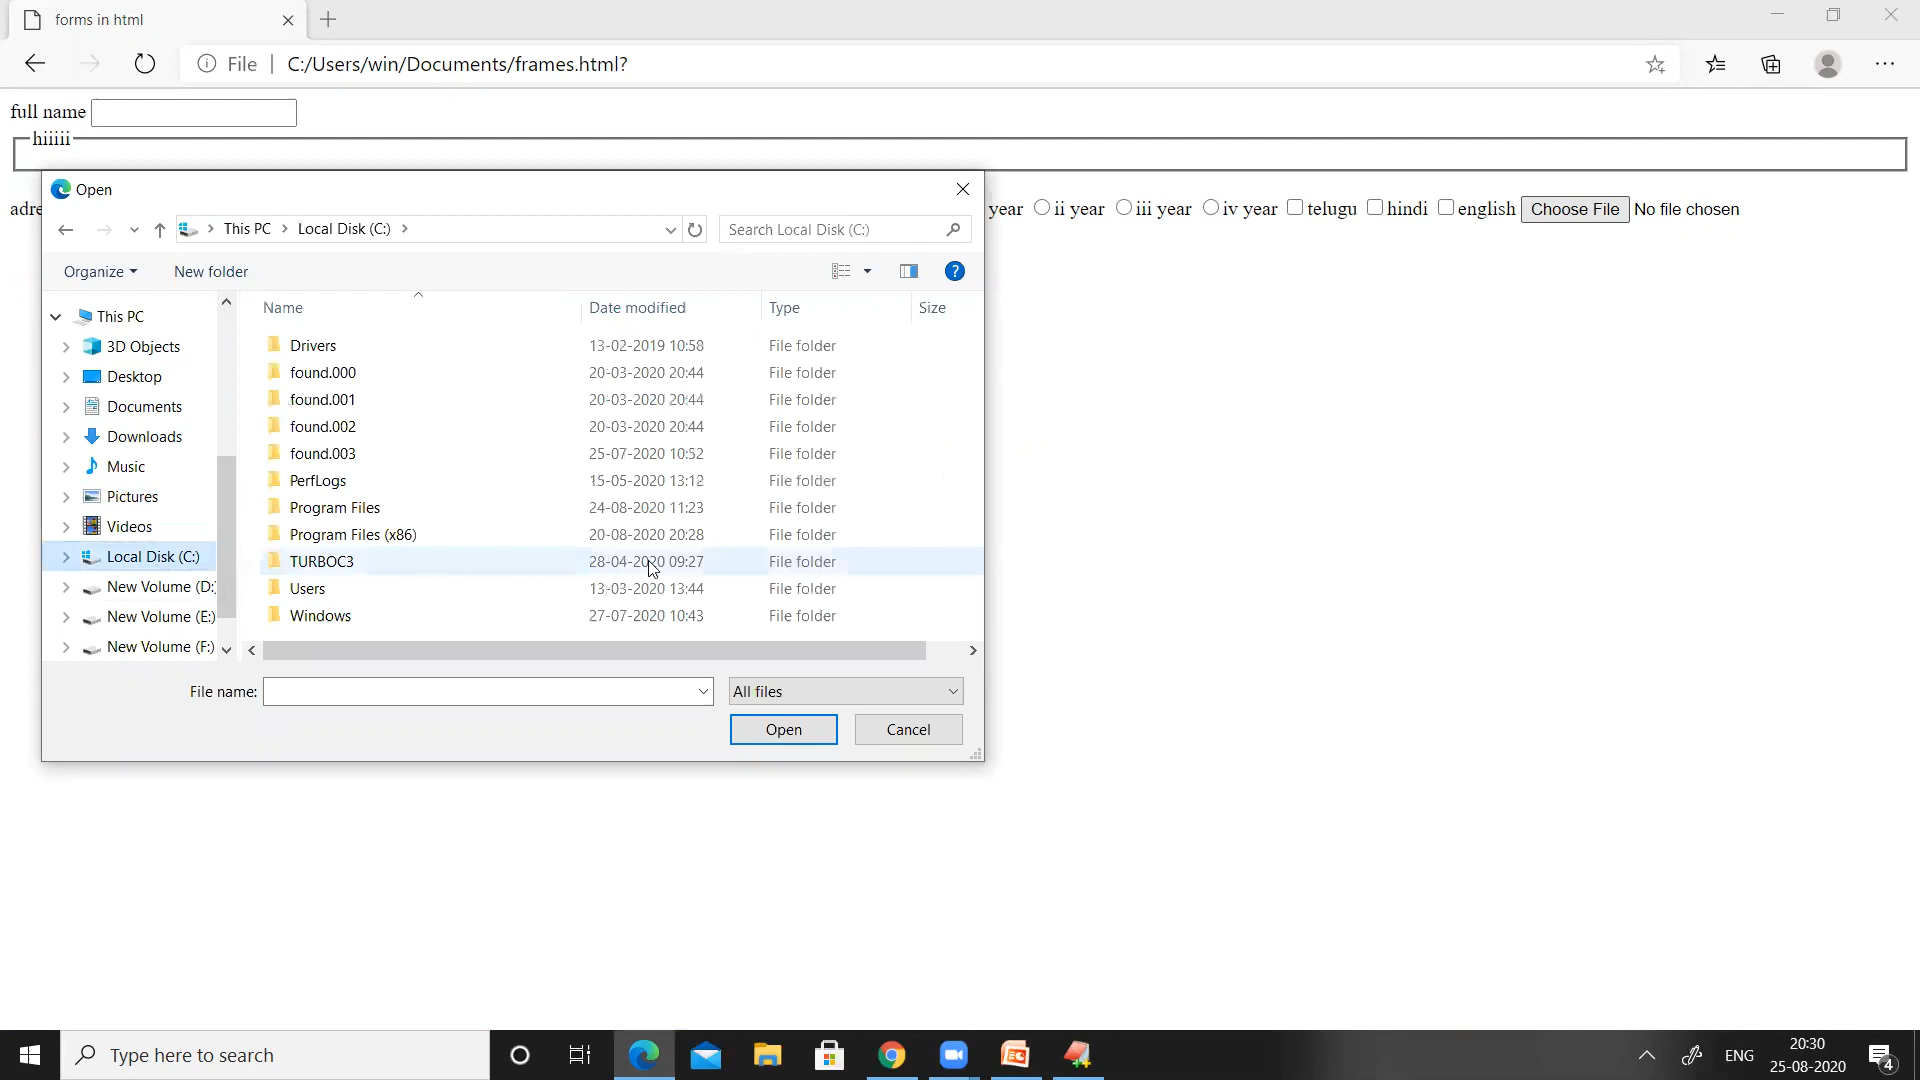 forms in html
File | C:/Users/win/Documents/frames.html?
full name
hiiiii
Open
adre
year ii year iii year iv year telugu hindi english Choose File No file chosen
This PC > Local Disk (C:) >
Search Local Disk (C:)
Organize New folder
This PC
3D Objects
Desktop
Documents
Downloads
Music
Pictures
Videos
Local Disk (C:)
New Volume (D:
New Volume (E:)
New Volume (F:)
Name Date modified Type Size
Drivers 13-02-2019 10:58 File folder
found.000 20-03-2020 20:44 File folder
found.001 20-03-2020 20:44 File folder
found.002 20-03-2020 20:44 File folder
found.003 25-07-2020 10:52 File folder
PerfLogs 15-05-2020 13:12 File folder
Program Files 24-08-2020 11:23 File folder
Program Files (x86) 20-08-2020 20:28 File folder
TURBOC3 28-04-2020 09:27 File folder
Users 13-03-2020 13:44 File folder
Windows 27-07-2020 10:43 File folder
File name: All files
Open Cancel
Type here to search
ENG
20:30
25-08-2020
4